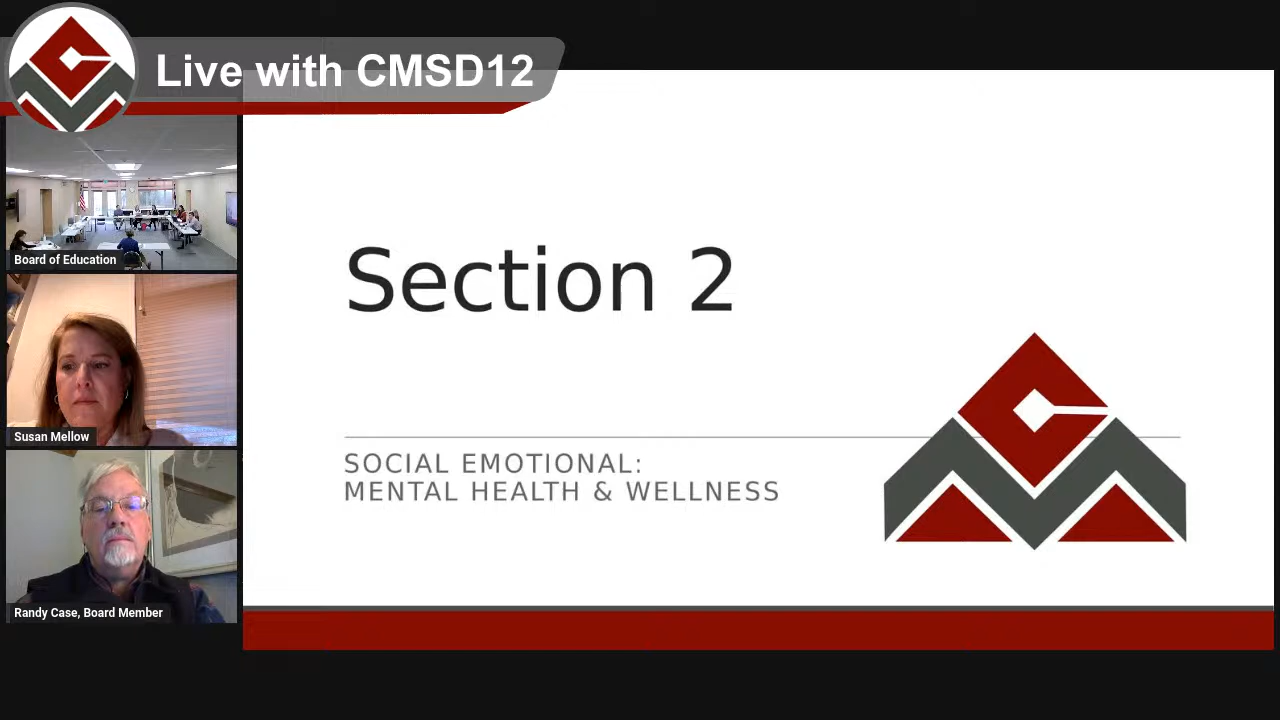 Live with CMSD12
Board of Education
Susan Mellow
Randy Case, Board Member
Section 2
SOCIAL EMOTIONAL:
MENTAL HEALTH & WELLNESS